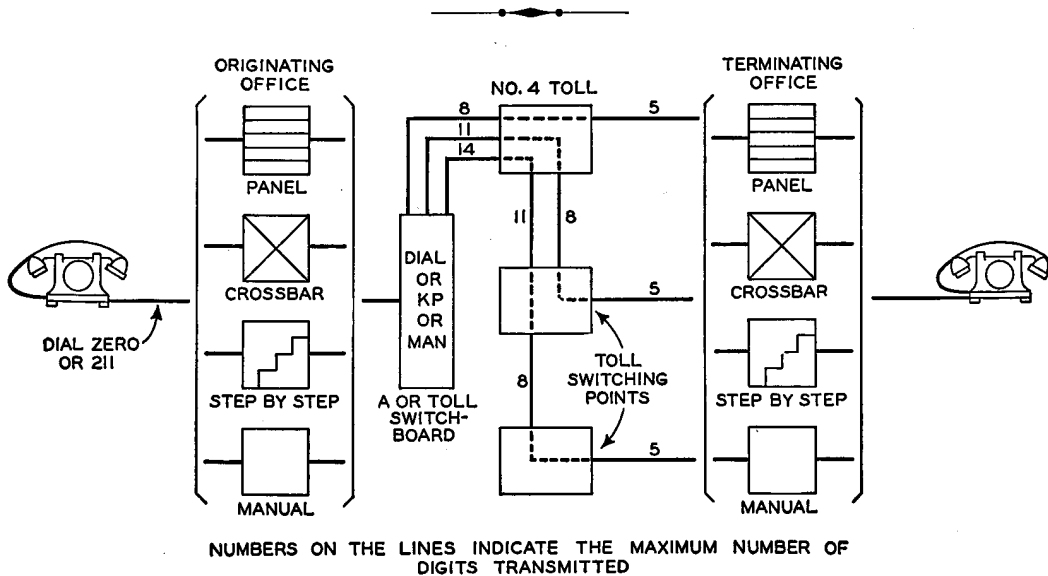 ORIGINATING
OFFICE
PANEL
CROSSBAR
STEP BY STEP
MANUAL
DIAL ZERO
OR 211
DIAL
OR
KP
OR
MAN
A OR TOLL
SWITCH-
BOARD
NO. 4 TOLL
8
11
14
5
11
8
5
8
5
TOLL
SWITCHING
POINTS
TERMINATING
OFFICE
PANEL
CROSSBAR
STEP BY STEP
MANUAL
NUMBERS ON THE LINES INDICATE THE MAXIMUM NUMBER OF
DIGITS TRANSMITTED